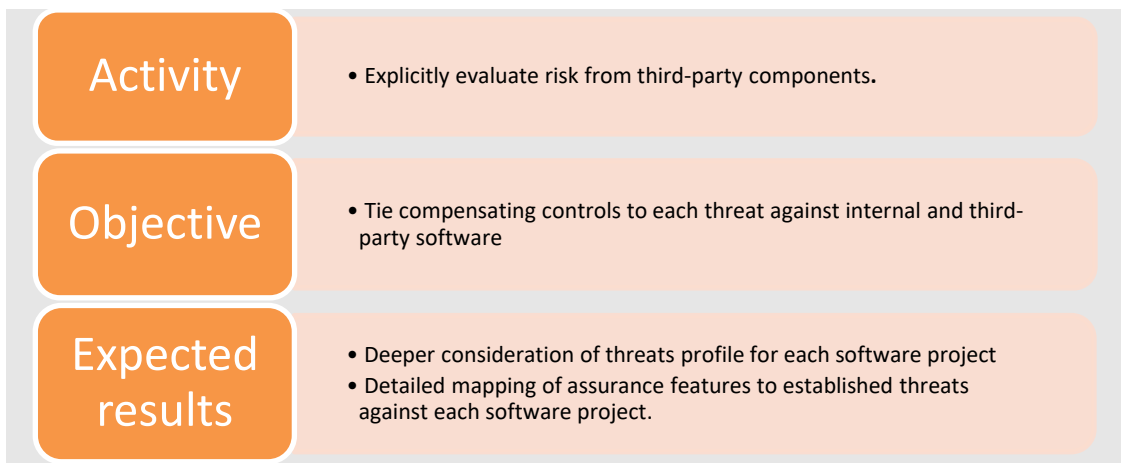 Activity
• Explicitly evaluate risk from third-party components.
Objective
• Tie compensating controls to each threat against internal and third-
party software
Expected
results
• Deeper consideration of threats profile for each software project
• Detailed mapping of assurance features to established threats
against each software project.